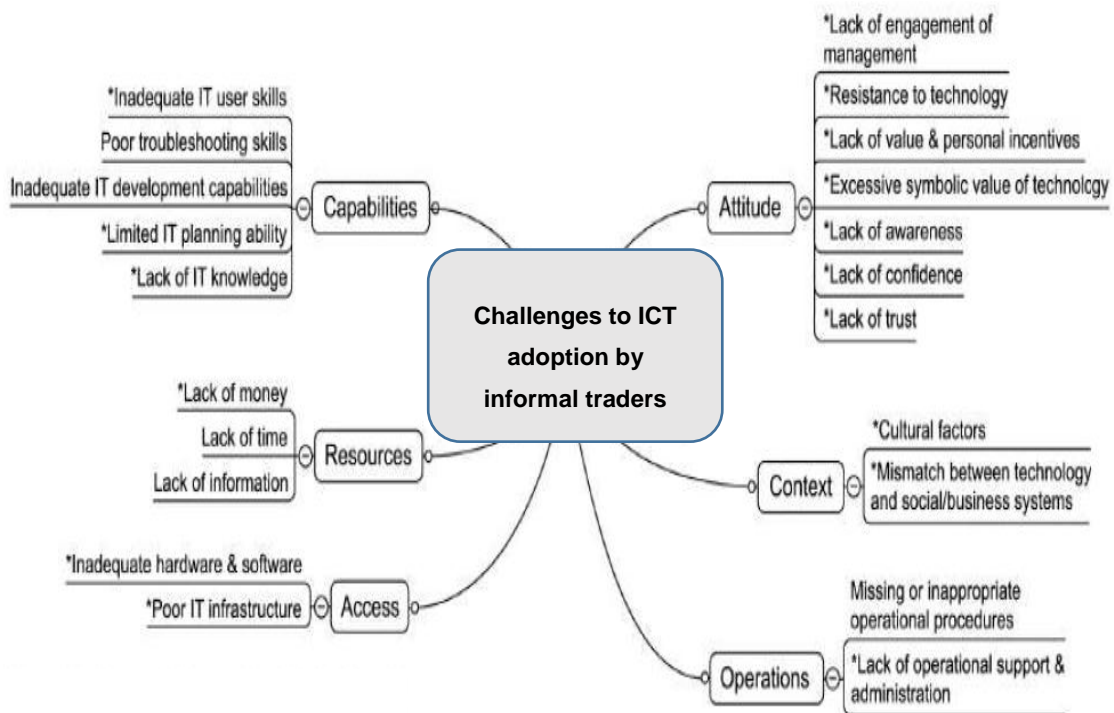 Challenges to ICT
adoption by
informal traders
Capabilities
*Inadequate IT user skills
Poor troubleshooting skills
Inadequate IT development capabilities
*Limited IT planning ability
*Lack of IT knowledge
Resources
*Lack of money
Lack of time
Lack of information
Access
*Inadequate hardware & software
*Poor IT infrastructure
Attitude
*Lack of engagement of
management
*Resistance to technology
*Lack of value & personal incentives
*Excessive symbolic value of technology
*Lack of awareness
*Lack of confidence
*Lack of trust
Context
*Cultural factors
*Mismatch between technology
and social/business systems
Operations
Missing or inappropriate
operational procedures
*Lack of operational support &
administration